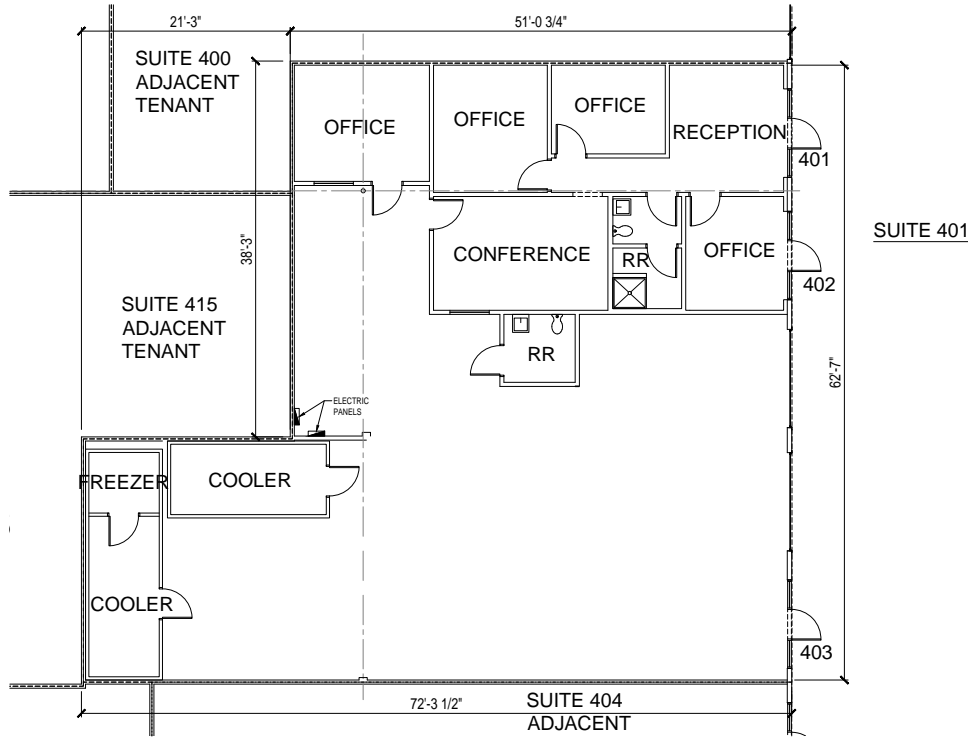 21'-3"
51'-0 3/4"
SUITE 400
ADJACENT
TENANT
OFFICE
OFFICE
OFFICE
RECEPTION
401
38'-3"
SUITE 401
CONFERENCE
RR
OFFICE
402
SUITE 415
ADJACENT
TENANT
RR
62'-7"
ELECTRIC
PANELS
FREEZER
COOLER
COOLER
403
72'-3 1/2"
SUITE 404
ADJACENT